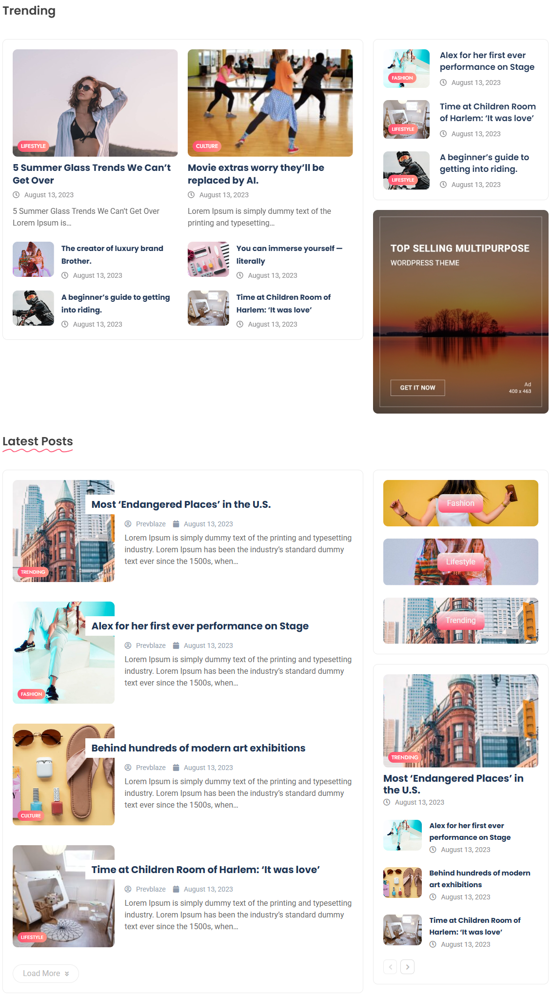 Trending
LIFESTYLE
5 Summer Glass Trends We Can’t
Get Over
August 13, 2023
5 Summer Glass Trends We Can’t Get Over
Lorem Ipsum is…
CULTURE
Movie extras worry they’ll be
replaced by AI.
August 13, 2023
Lorem Ipsum is simply dummy text of the
printing and typesetting…
The creator of luxury brand
Brother.
August 13, 2023
You can immerse yourself —
literally
August 13, 2023
A beginner’s guide to getting
into riding.
August 13, 2023
Time at Children Room of
Harlem: ‘It was love’
August 13, 2023
FASHION
Alex for her first ever
performance on Stage
August 13, 2023
LIFESTYLE
Time at Children Room
of Harlem: ‘It was love’
August 13, 2023
LIFESTYLE
A beginner’s guide to
getting into riding.
August 13, 2023
TOP SELLING MULTIPURPOSE
WORDPRESS THEME
GET IT NOW
Ad
400 x 463
Latest Posts
TRENDING
Most ‘Endangered Places’ in the U.S.
Prevblaze August 13, 2023
Lorem Ipsum is simply dummy text of the printing and typesetting
industry. Lorem Ipsum has been the industry’s standard dummy
text ever since the 1500s, when…
FASHION
Alex for her first ever performance on Stage
Prevblaze August 13, 2023
Lorem Ipsum is simply dummy text of the printing and typesetting
industry. Lorem Ipsum has been the industry’s standard dummy
text ever since the 1500s, when…
CULTURE
Behind hundreds of modern art exhibitions
Prevblaze August 13, 2023
Lorem Ipsum is simply dummy text of the printing and typesetting
industry. Lorem Ipsum has been the industry’s standard dummy
text ever since the 1500s, when…
LIFESTYLE
Time at Children Room of Harlem: ‘It was love’
Prevblaze August 13, 2023
Lorem Ipsum is simply dummy text of the printing and typesetting
industry. Lorem Ipsum has been the industry’s standard dummy
text ever since the 1500s, when…
Load More
Fashion
Lifestyle
Trending
TRENDING
Most ‘Endangered Places’ in
the U.S.
August 13, 2023
Alex for her first ever
performance on Stage
August 13, 2023
Behind hundreds of modern
art exhibitions
August 13, 2023
Time at Children Room of
Harlem: ‘It was love’
August 13, 2023